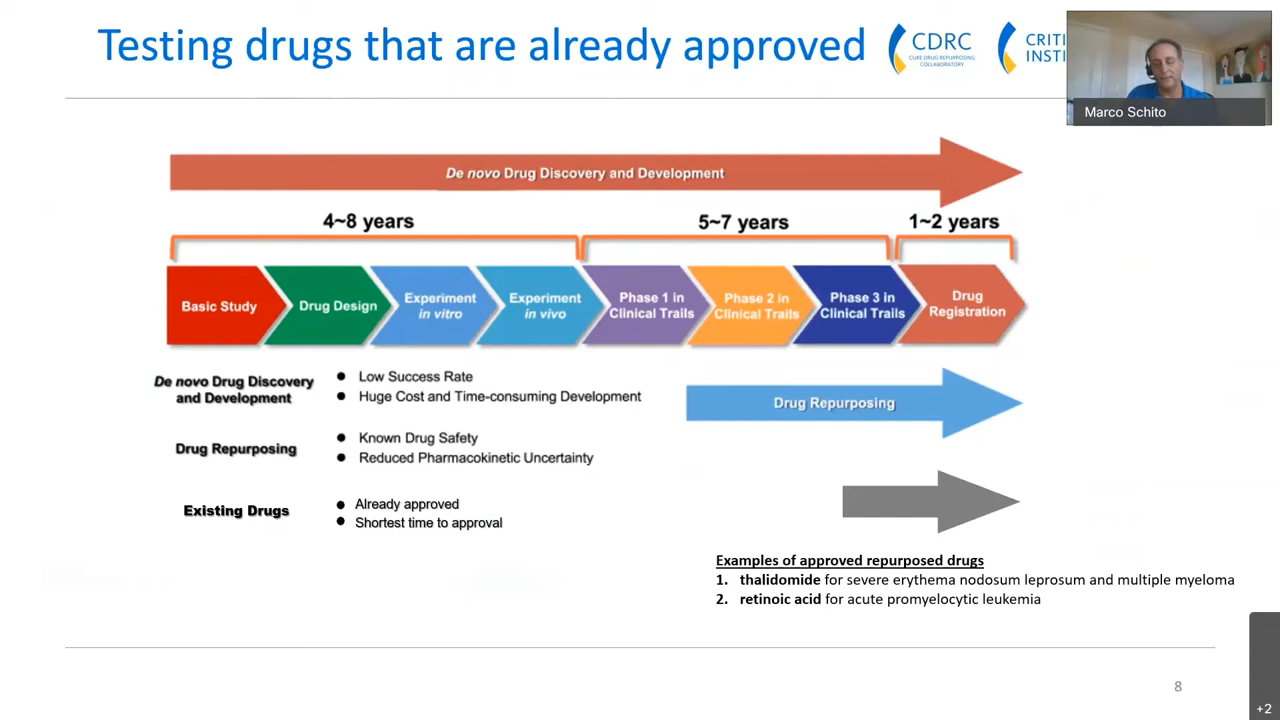 Testing drugs that are already approved
CDRC
CURE DRUG REPURPOSING
COLLABORATORY
CRITI
INSTI
Marco Schito
De novo Drug Discovery and Development
4~8 years
5~7 years
1~2 years
Basic Study
Drug Design
Experiment
in vitro
Experiment
in vivo
Phase 1 in
Clinical Trails
Phase 2 in
Clinical Trails
Phase 3 in
Clinical Trails
Drug
Registration
De novo Drug Discovery
and Development
● Low Success Rate
● Huge Cost and Time-consuming Development
Drug Repurposing
Drug Repurposing
● Known Drug Safety
● Reduced Pharmacokinetic Uncertainty
Existing Drugs
● Already approved
● Shortest time to approval
Examples of approved repurposed drugs
1. thalidomide for severe erythema nodosum leprosum and multiple myeloma
2. retinoic acid for acute promyelocytic leukemia
8
+2